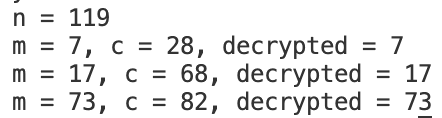 n = 119
m = 7, c = 28, decrypted = 7
m = 17, c = 68, decrypted = 17
m = 73, c = 82, decrypted = 73